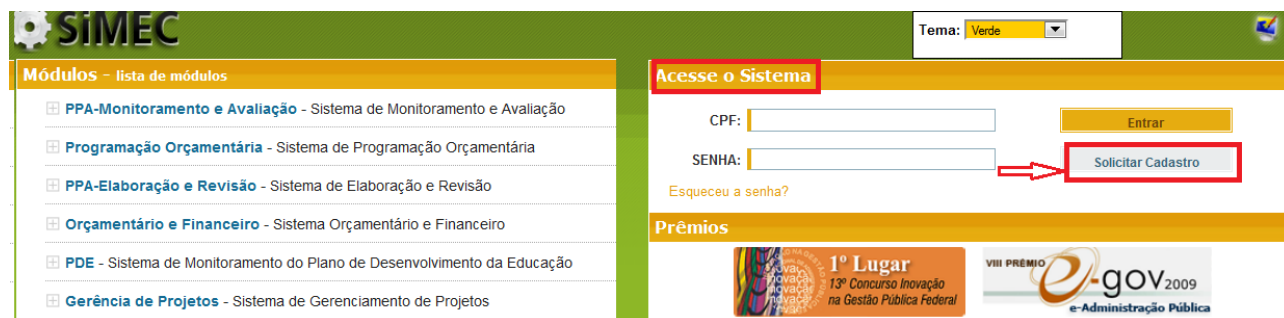 SiMEC
Tema: Verde
Módulos - lista de módulos
PPA-Monitoramento e Avaliação - Sistema de Monitoramento e Avaliação
Programação Orçamentária - Sistema de Programação Orçamentária
PPA-Elaboração e Revisão - Sistema de Elaboração e Revisão
Orçamentário e Financeiro - Sistema Orçamentário e Financeiro
PDE - Sistema de Monitoramento do Plano de Desenvolvimento da Educação
Gerência de Projetos - Sistema de Gerenciamento de Projetos
Acesse o Sistema
CPF:
Entrar
SENHA:
Solicitar Cadastro
Esqueceu a senha?
Prêmios
1º Lugar
13º Concurso Inovação
na Gestão Pública Federal
VIII PRÊMIO
e-gov 2009
e-Administração Pública